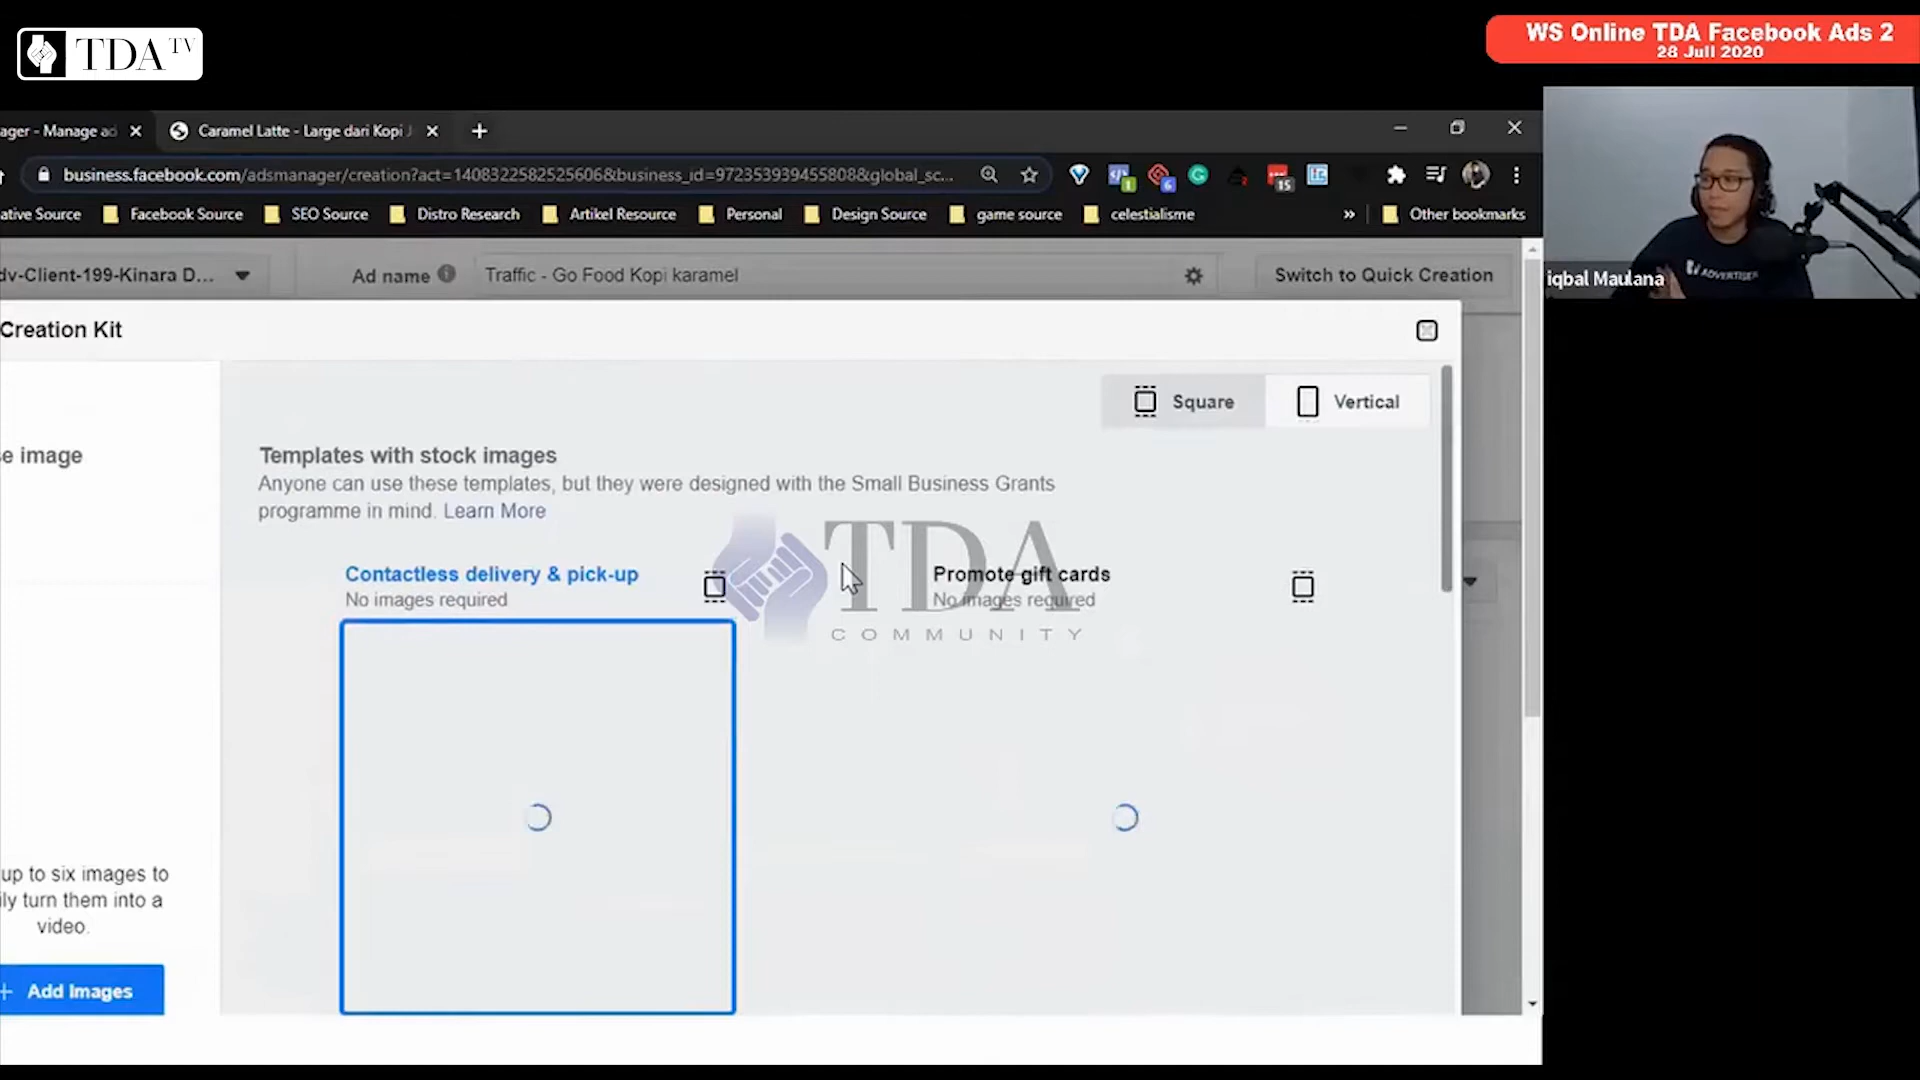 TDA TV
WS Online TDA Facebook Ads 2
28 Juli 2020
ager - Manage ad
Caramel Latte - Large dari Kopi J
business.facebook.com/adsmanager/creation?act=1408322582525606&business_id=972353939455808&global_sc...
1
6
2
15
ative Source
Facebook Source
SEO Source
Distro Research
Artikel Resource
Personal
Design Source
game source
celestialisme
»
Other bookmarks
dv-Client-199-Kinara D...
Ad name
Traffic - Go Food Kopi karamel
Switch to Quick Creation
iqbal Maulana
ADVERTISER
Creation Kit
Square
Vertical
e image
Templates with stock images
Anyone can use these templates, but they were designed with the Small Business Grants
programme in mind. Learn More
Contactless delivery & pick-up
No images required
Promote gift cards
No images required
TDA
COMMUNITY
up to six images to
ily turn them into a
video.
+ Add Images